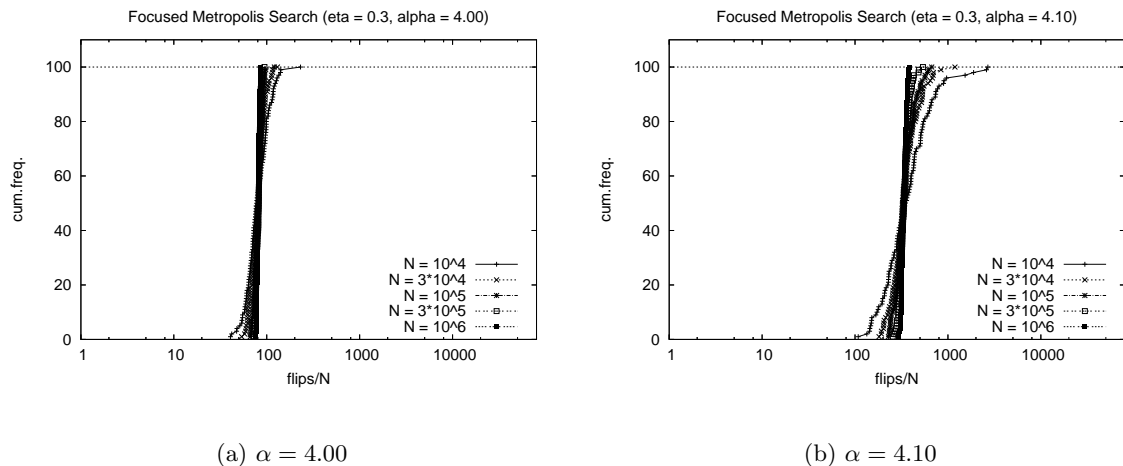 Focused Metropolis Search (eta = 0.3, alpha = 4.00)
100
80
60
40
20
0
cum.freq.
N = 10^4
N = 3*10^4
N = 10^5
N = 3*10^5
N = 10^6
1 10 100 1000 10000
flips/N
(a) α = 4.00
Focused Metropolis Search (eta = 0.3, alpha = 4.10)
100
80
60
40
20
0
cum.freq.
N = 10^4
N = 3*10^4
N = 10^5
N = 3*10^5
N = 10^6
1 10 100 1000 10000
flips/N
(b) α = 4.10